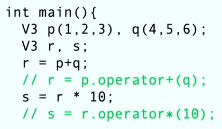 int main(){
V3 p(1,2,3), q(4,5,6);
V3 r, s;
r = p+q;
// r = p.operator+(q);
s = r * 10;
// s = r.operator*(10);